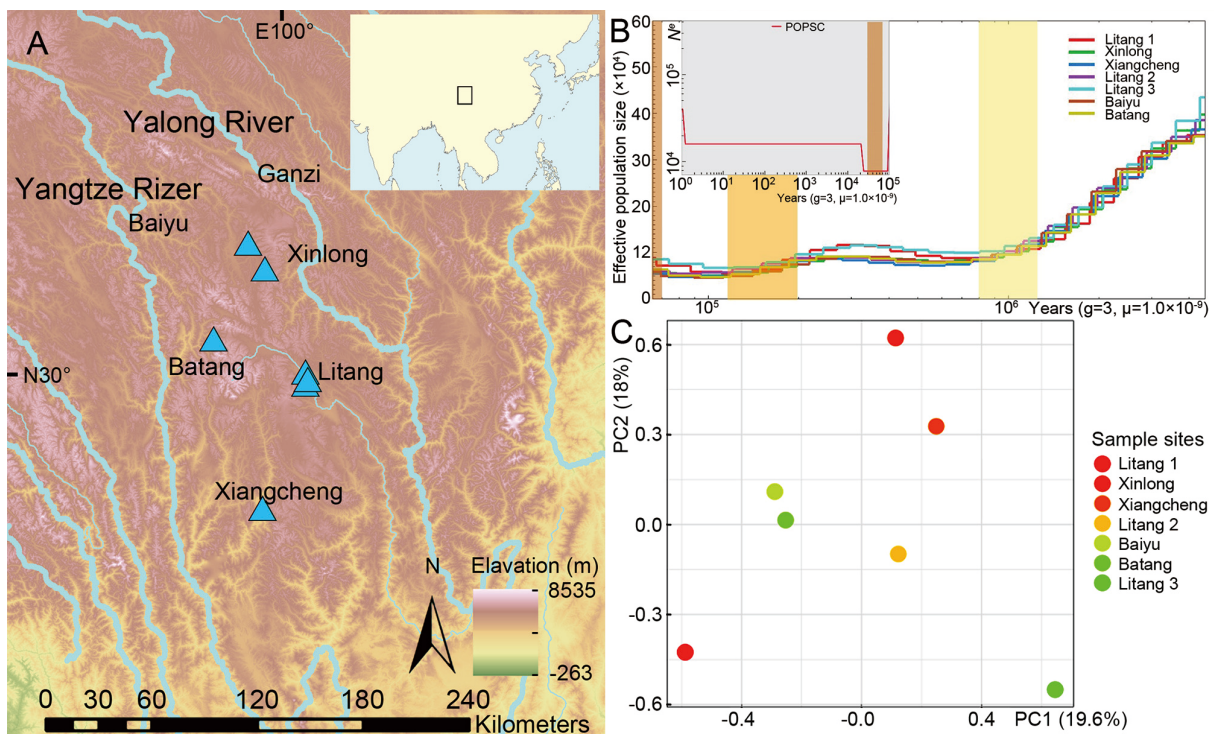 A
E100°
Yalong River
Ganzi
Yangtze Rizer
Baiyu
Xinlong
Batang
Litang
N30°
Xiangcheng
N
Elavation (m)
8535
-263
0 30 60 120 180 240
Kilometers
B
Effective population size (×10⁴)
60
50
40
30
20
12
0
10⁵
10⁶
Years (g=3, μ=1.0×10⁻⁹)
Nᵉ
10⁵
10⁴
POPSC
10⁰ 10¹ 10² 10³ 10⁴ 10⁵
Years (g=3, μ=1.0×10⁻⁹)
Litang 1
Xinlong
Xiangcheng
Litang 2
Litang 3
Baiyu
Batang
C
PC2 (18%)
0.6
0.3
0.0
-0.3
-0.6
-0.4
-0.0
0.4
PC1 (19.6%)
Sample sites
Litang 1
Xinlong
Xiangcheng
Litang 2
Baiyu
Batang
Litang 3